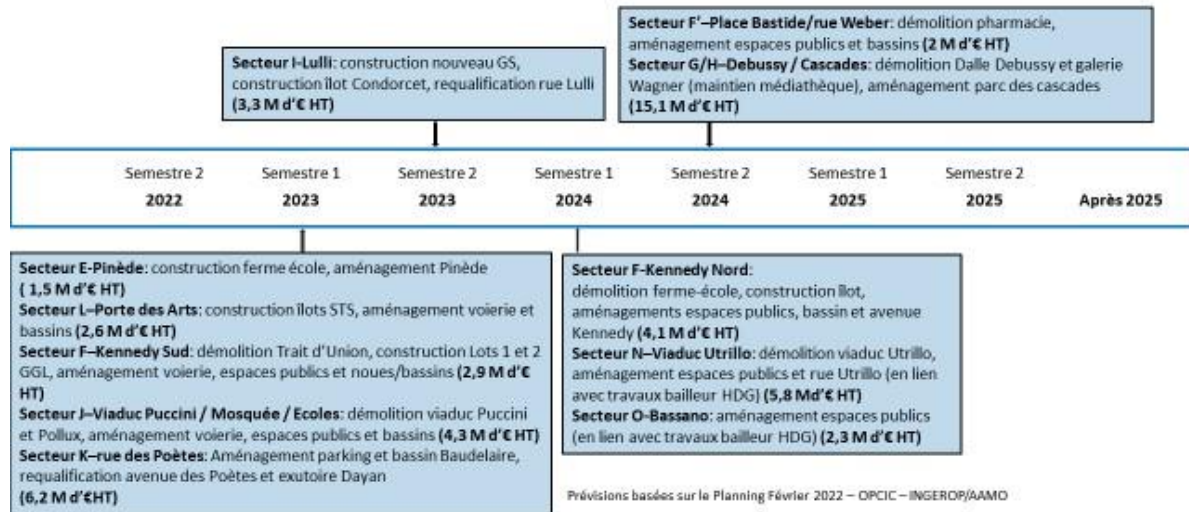 Secteur F'–Place Bastide/rue Weber: démolition pharmacie,
aménagement espaces publics et bassins (2 M d'€ HT)
Secteur G/H–Debussy / Cascades: démolition Dalle Debussy et galerie
Wagner (maintien médiathèque), aménagement parc des cascades
(15,1 M d'€ HT)
Secteur I-Lulli: construction nouveau GS,
construction îlot Condorcet, requalification rue Lulli
(3,3 M d'€ HT)
Semestre 2 Semestre 1 Semestre 2 Semestre 1 Semestre 2 Semestre 1 Semestre 2
2022 2023 2023 2024 2024 2025 2025 Après 2025
Secteur E-Pinède: construction ferme école, aménagement Pinède
( 1,5 M d'€ HT)
Secteur L–Porte des Arts: construction îlots STS, aménagement voierie et
bassins (2,6 M d'€ HT)
Secteur F–Kennedy Sud: démolition Trait d'Union, construction Lots 1 et 2
GGL, aménagement voierie, espaces publics et noues/bassins (2,9 M d'€
HT)
Secteur J–Viaduc Puccini / Mosquée / Ecoles: démolition viaduc Puccini
et Pollux, aménagement voierie, espaces publics et bassins (4,3 M d'€ HT)
Secteur K–rue des Poètes: Aménagement parking et bassin Baudelaire,
requalification avenue des Poètes et exutoire Dayan
(6,2 M d'€HT)
Secteur F-Kennedy Nord:
démolition ferme-école, construction îlot,
aménagements espaces publics, bassin et avenue
Kennedy (4,1 M d'€ HT)
Secteur N–Viaduc Utrillo: démolition viaduc Utrillo,
aménagement espaces publics et rue Utrillo (en lien
avec travaux bailleur HDG) (5,8 Md'€ HT)
Secteur O-Bassano: aménagement espaces publics
(en lien avec travaux bailleur HDG) (2,3 M d'€ HT)
Prévisions basées sur le Planning Février 2022 – OPCIC – INGEROP/AAMO